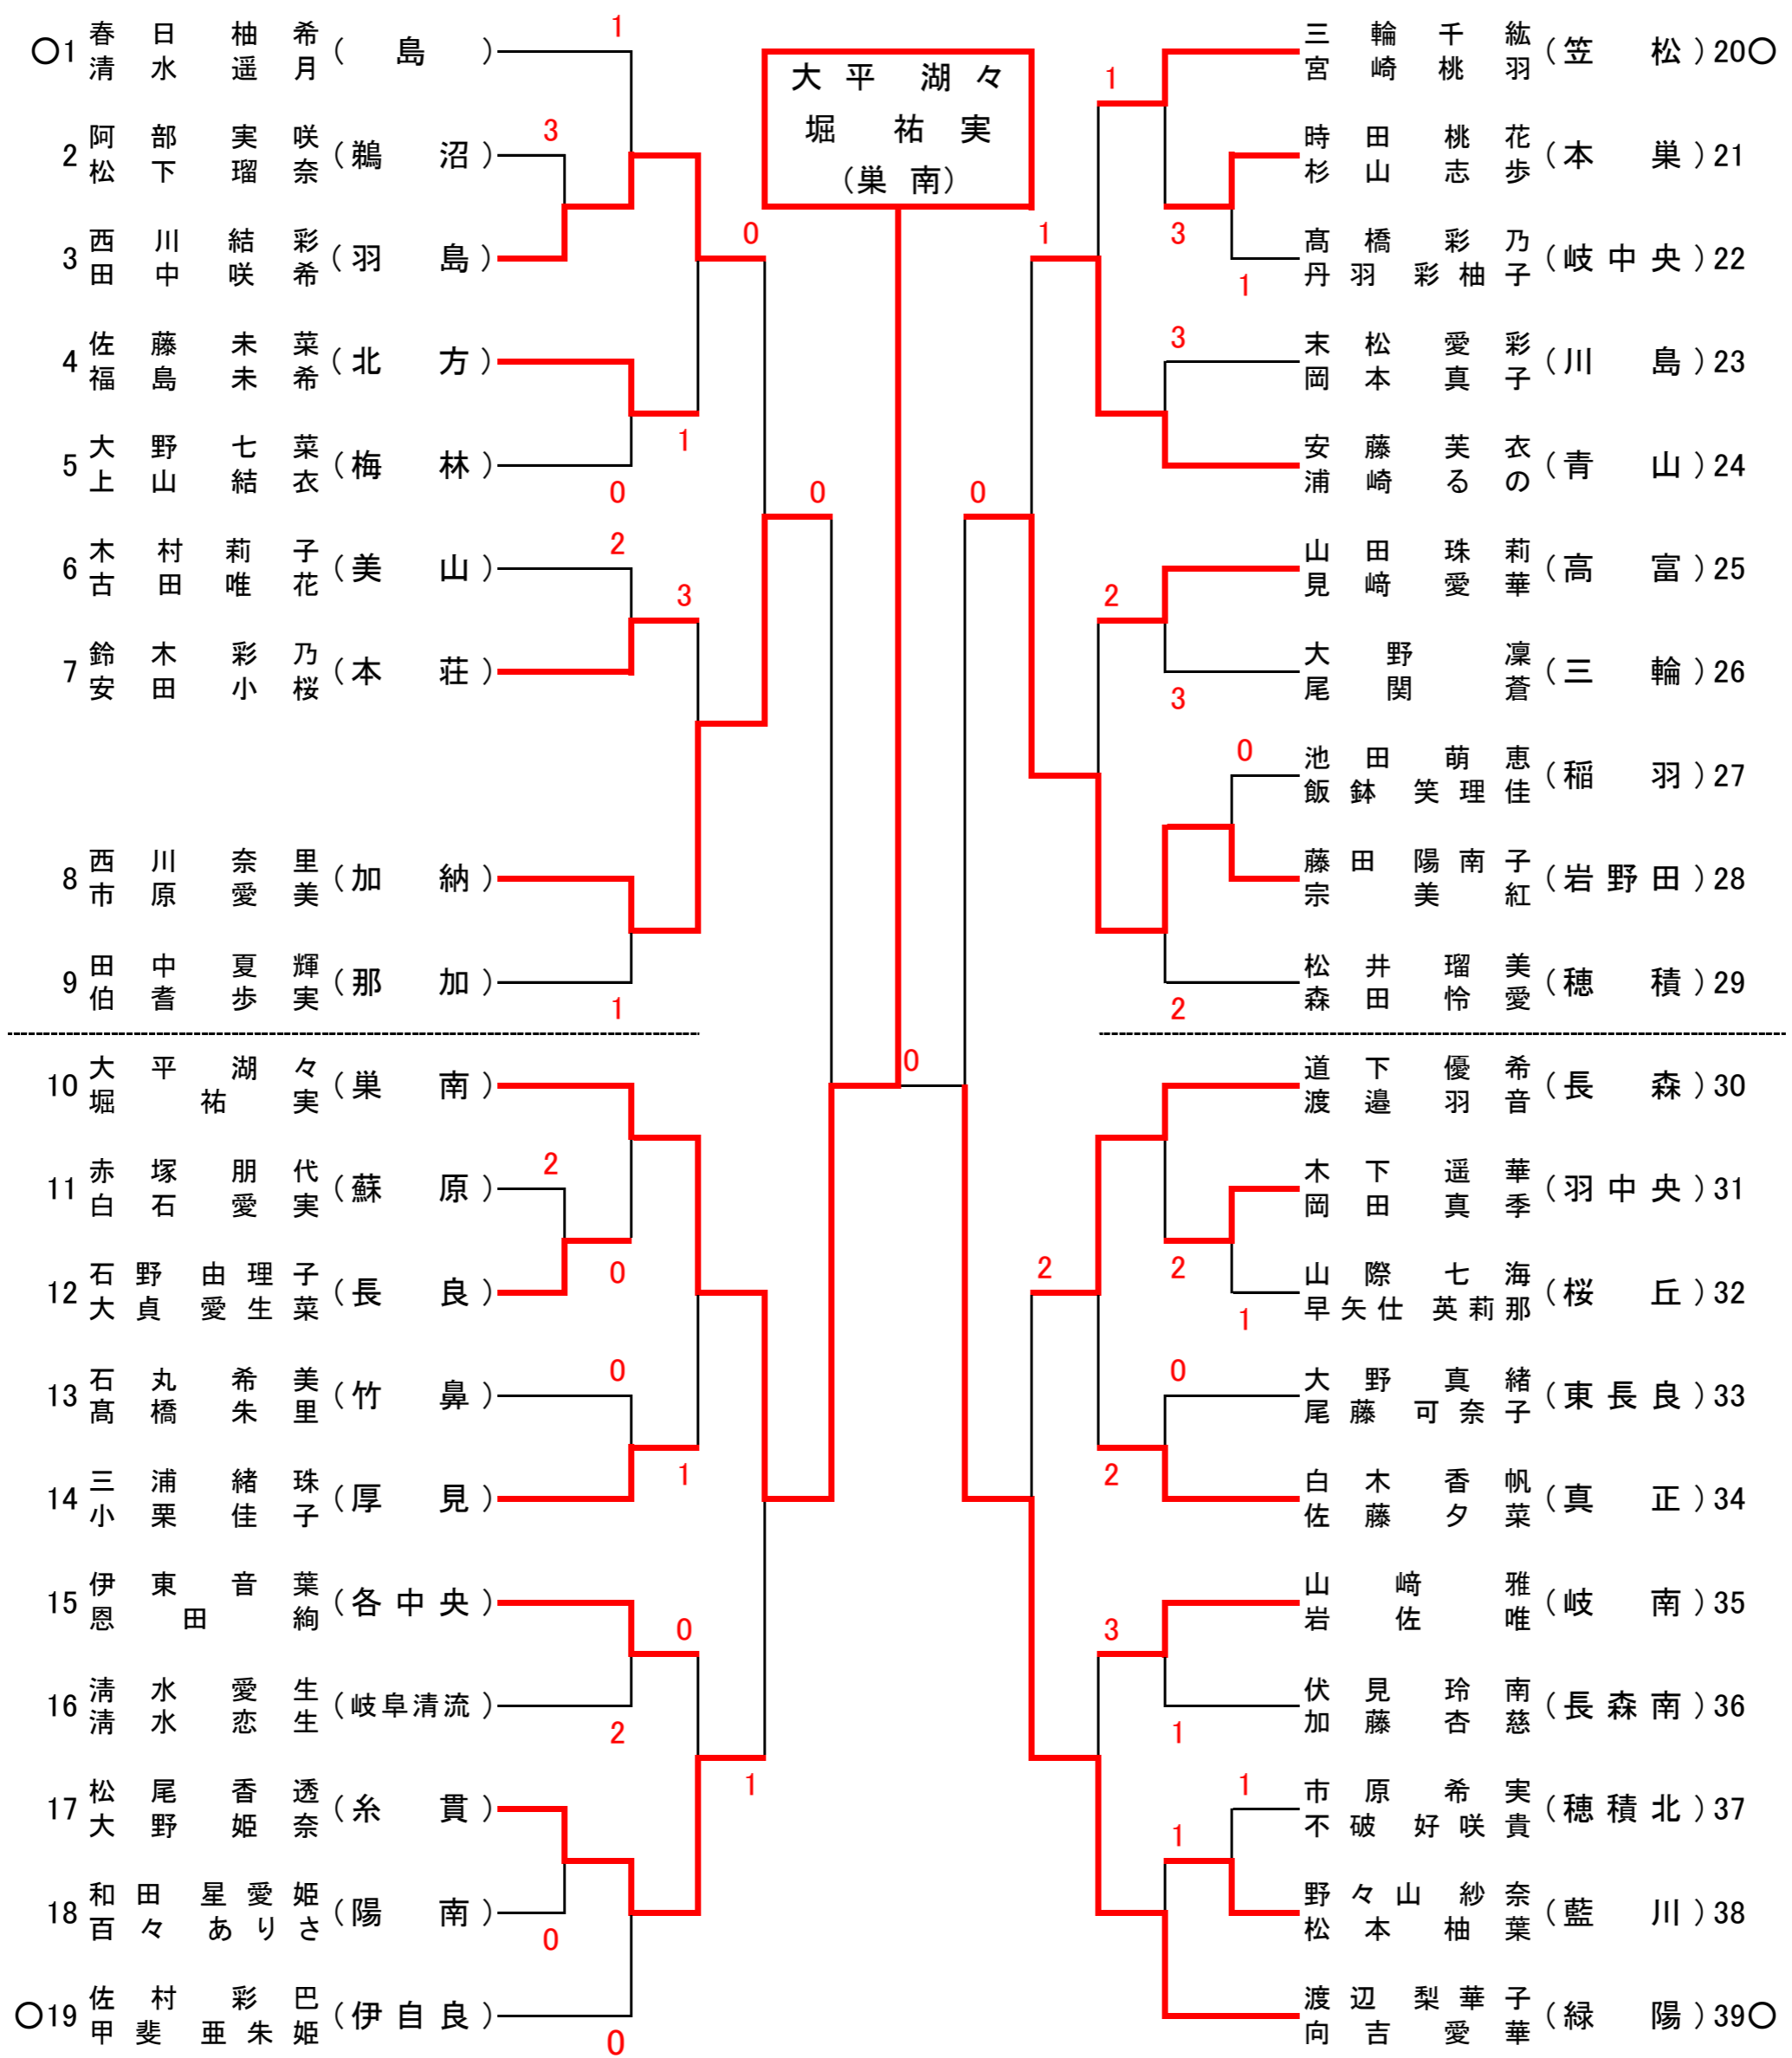 大平 湖々
堀 祐実
(巣南)
○1 春日 柚希 (島)
清水 遥月
1
2 阿部 実咲 (鵜沼)
松下 瑠奈
3
3 西川 結彩 (羽島)
田中 咲希
0
4 佐藤 未菜 (北方)
福島 未希
1
5 大野 七菜 (梅林)
上山 結衣
0
0
6 木村 莉子 (美山)
古田 唯花
2
3
7 鈴木 彩乃 (本荘)
安田 小桜
8 西川 奈里 (加納)
市原 愛美
9 田中 夏輝 (那加)
伯耆 歩実
1
0
10 大平 湖々 (巣南)
堀 祐実
11 赤塚 朋代 (蘇原)
白石 愛実
2
12 石野 由理子 (長良)
大貞 愛生菜
0
13 石丸 希美 (竹鼻)
髙橋 朱里
0
14 三浦 緒珠 (厚見)
小栗 佳子
1
15 伊東 音葉 (各中央)
恩田 絢
0
16 清水 愛生 (岐阜清流)
清水 恋生
2
17 松尾 香透 (糸貫)
大野 姫奈
1
18 和田 星愛姫 (陽南)
百々 ありさ
0
○19 佐村 彩巴 (伊自良)
甲斐 亜朱姫
0
三輪 千紘 (笠松) 20○
宮崎 桃羽
1
時田 桃花 (本巣) 21
杉山 志歩
1
3
髙橋 彩乃 (岐中央) 22
丹羽 彩柚子
1
末松 愛彩 (川島) 23
岡本 真子
3
安藤 芙衣 (青山) 24
浦崎 るの
0
山田 珠莉 (高富) 25
見﨑 愛華
2
大野 凜 (三輪) 26
尾関 蒼
3
池田 萌恵 (稲羽) 27
飯鉢 笑理佳
0
藤田 陽南子 (岩野田) 28
宗 美紅
松井 瑠美 (穂積) 29
森田 怜愛
2
道下 優希 (長森) 30
渡邉 羽音
木下 遥華 (羽中央) 31
岡田 真季
2
2
山際 七海 (桜丘) 32
早矢仕 英莉那
1
大野 真緒 (東長良) 33
尾藤 可奈子
0
白木 香帆 (真正) 34
佐藤 夕菜
2
山﨑 雅 (岐南) 35
岩佐 唯
3
伏見 玲南 (長森南) 36
加藤 杏慈
1
市原 希実 (穂積北) 37
不破 好咲貴
1
1
野々山 紗奈 (藍川) 38
松本 柚葉
渡辺 梨華子 (緑陽) 39○
向吉 愛華